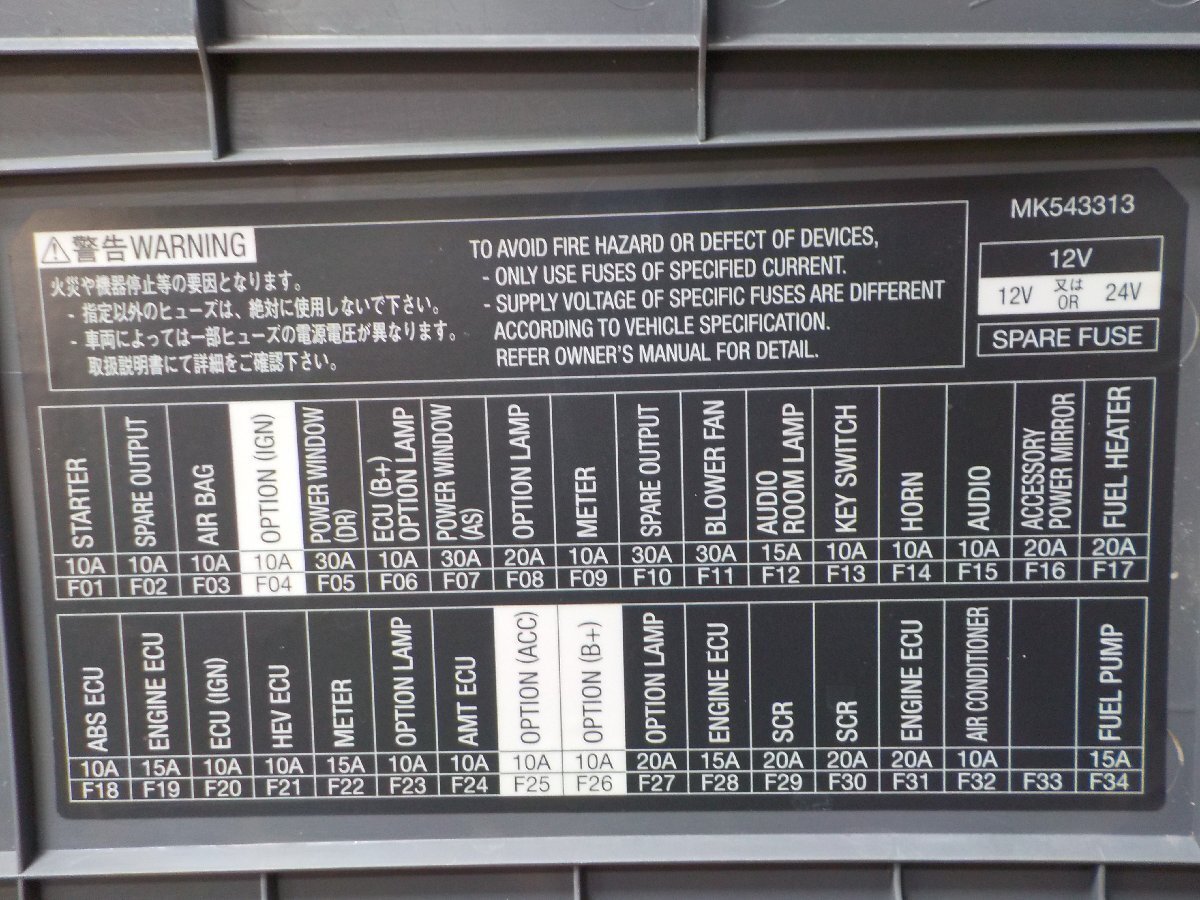 MK543313
⚠警告WARNING
火災や機器停止等の要因となります。
- 指定以外のヒューズは、絶対に使用しないで下さい。
- 車両によっては一部ヒューズの電源電圧が異なります。
取扱説明書にて詳細をご確認下さい。
TO AVOID FIRE HAZARD OR DEFECT OF DEVICES,
- ONLY USE FUSES OF SPECIFIED CURRENT.
- SUPPLY VOLTAGE OF SPECIFIC FUSES ARE DIFFERENT
ACCORDING TO VEHICLE SPECIFICATION.
REFER OWNER'S MANUAL FOR DETAIL.
12V
12V 又は OR 24V
SPARE FUSE
STARTER
SPARE OUTPUT
AIR BAG
OPTION (IGN)
POWER WINDOW
(DR)
ECU (B+)
OPTION LAMP
POWER WINDOW
(AS)
OPTION LAMP
METER
SPARE OUTPUT
BLOWER FAN
AUDIO
ROOM LAMP
KEY SWITCH
HORN
AUDIO
ACCESSORY
POWER MIRROR
FUEL HEATER
10A 10A 10A 10A 30A 10A 30A 20A 10A 30A 30A 15A 10A 10A 10A 20A 20A
F01 F02 F03 F04 F05 F06 F07 F08 F09 F10 F11 F12 F13 F14 F15 F16 F17
ABS ECU
ENGINE ECU
ECU (IGN)
HEV ECU
METER
OPTION LAMP
AMT ECU
OPTION (ACC)
OPTION (B+)
OPTION LAMP
ENGINE ECU
SCR
SCR
ENGINE ECU
AIR CONDITIONER
FUEL PUMP
10A 15A 10A 10A 15A 10A 10A 10A 10A 20A 15A 20A 20A 20A 10A 15A
F18 F19 F20 F21 F22 F23 F24 F25 F26 F27 F28 F29 F30 F31 F32 F33 F34